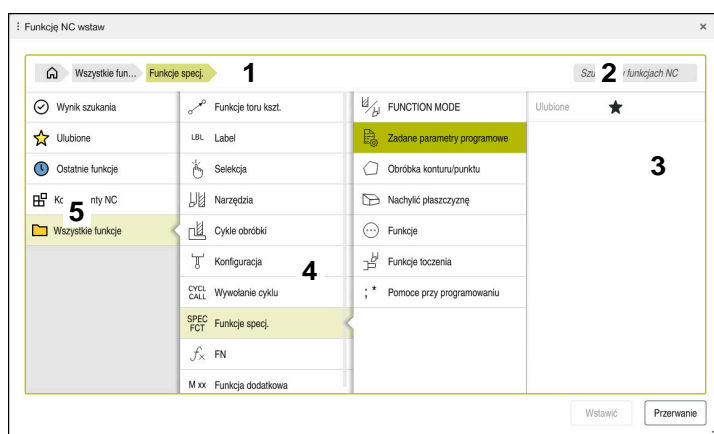 Funkcję NC wstaw
Wszystkie fun... Funkcje specj. 1
2 funkcjach NC
Wynik szukania
Ulubione
Ostatnie funkcje
5 NC
Wszystkie funkcje
Funkcje toru kszt.
LBL Label
Selekcja
Narzędzia
Cykle obróbki
Konfiguracja
4
CYCL CALL Wywołanie cyklu
SPEC FCT Funkcje specj.
FN
M xx Funkcja dodatkowa
FUNCTION MODE
Zadane parametry programowe
Obróbka konturu/punktu
Nachylić płaszczyznę
Funkcje
Funkcje toczenia
; * Pomoce przy programowaniu
Ulubione
3
Wstawić Przerwanie